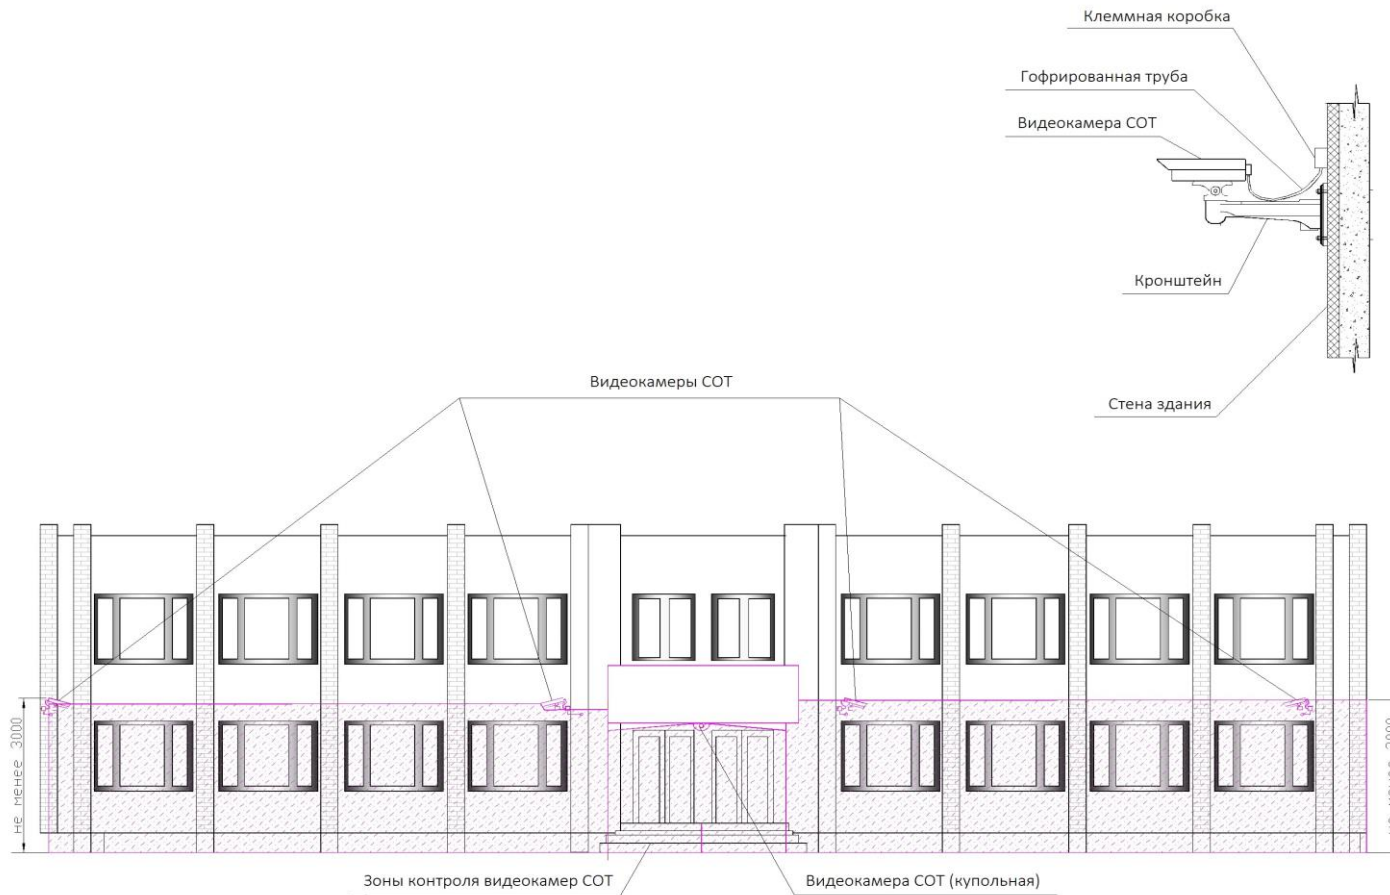 Клеммная коробка
Гофрированная труба
Видеокамера СОТ
Кронштейн
Видеокамеры СОТ
Стена здания
не менее 3000
Зоны контроля видеокамер СОТ
Видеокамера СОТ (купольная)